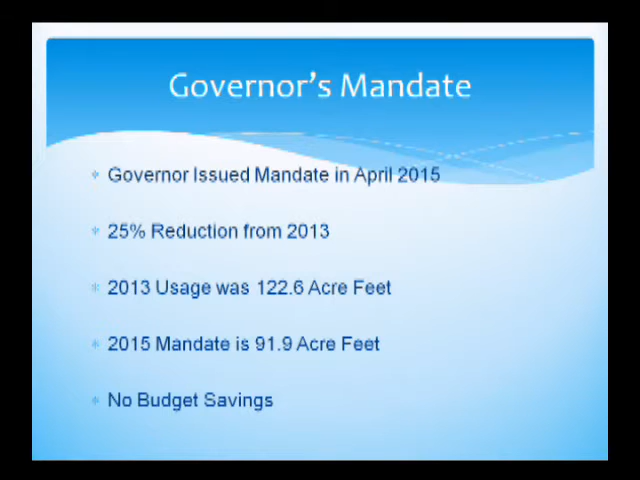 Governor's Mandate
Governor Issued Mandate in April 2015
25% Reduction from 2013
2013 Usage was 122.6 Acre Feet
2015 Mandate is 91.9 Acre Feet
No Budget Savings